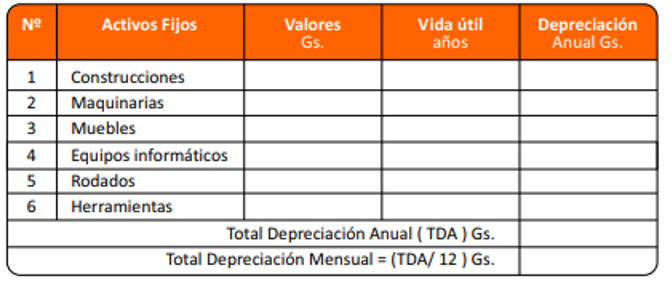 Nº Activos Fijos Valores Gs. Vida útil años Depreciación Anual Gs.
1 Construcciones
2 Maquinarias
3 Muebles
4 Equipos informáticos
5 Rodados
6 Herramientas
Total Depreciación Anual ( TDA ) Gs.
Total Depreciación Mensual = (TDA/ 12 ) Gs.